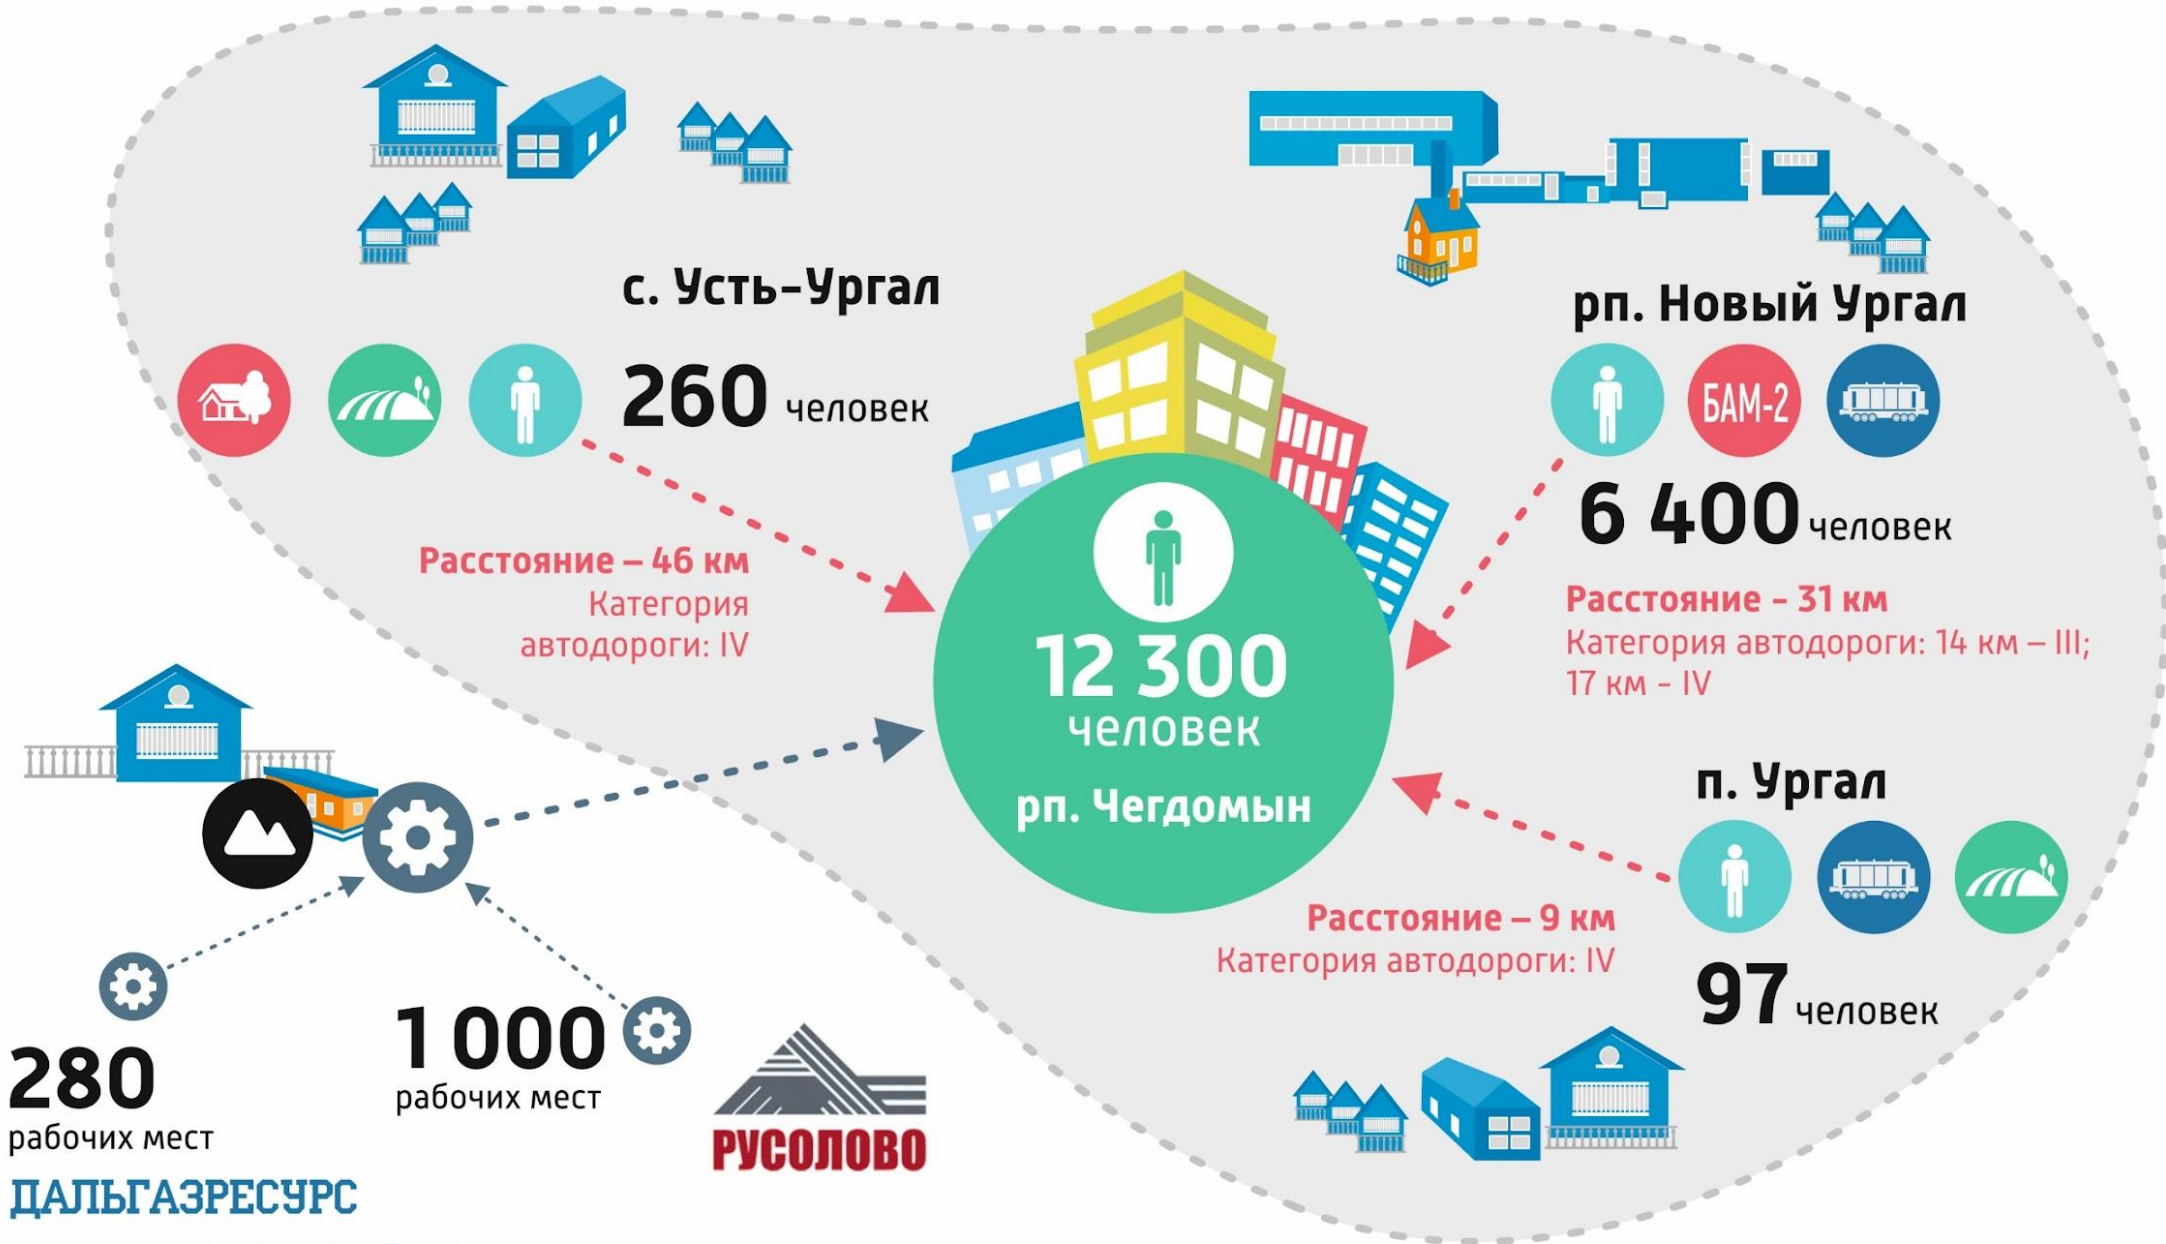 с. Усть-Ургал
260 человек
Расстояние – 46 км
Категория
автодороги: IV
12 300
человек
рп. Чегдомын
рп. Новый Ургал
БАМ-2
6 400 человек
Расстояние - 31 км
Категория автодороги: 14 км – III;
17 км - IV
п. Ургал
97 человек
Расстояние – 9 км
Категория автодороги: IV
280
рабочих мест
ДАЛЬГАЗРЕСУРС
1 000
рабочих мест
РУСОЛОВО